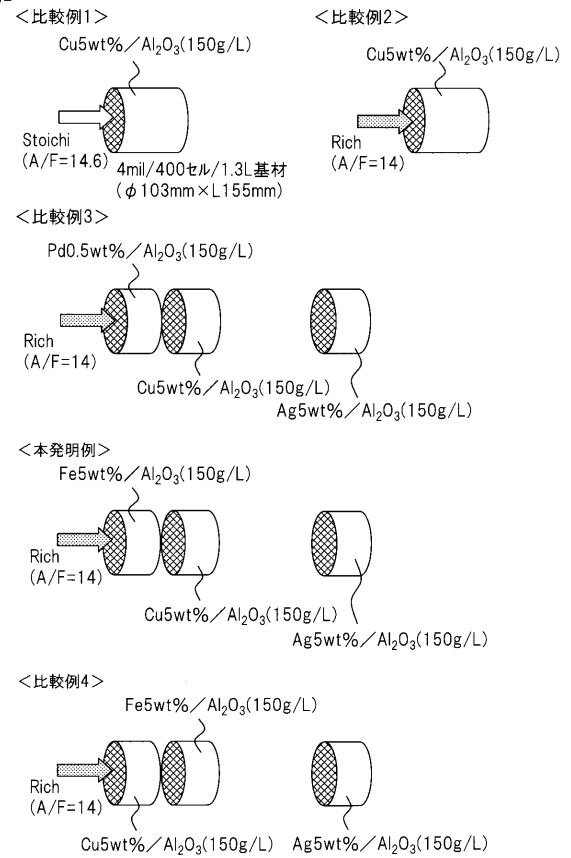 ＜比較例1＞
Cu5wt%／Al₂O₃(150g/L)
Stoichi
(A/F=14.6)
4mil/400セル/1.3L基材
(φ103mm×L155mm)
＜比較例2＞
Cu5wt%／Al₂O₃(150g/L)
Rich
(A/F=14)
＜比較例3＞
Pd0.5wt%／Al₂O₃(150g/L)
Rich
(A/F=14)
Cu5wt%／Al₂O₃(150g/L)
Ag5wt%／Al₂O₃(150g/L)
＜本発明例＞
Fe5wt%／Al₂O₃(150g/L)
Rich
(A/F=14)
Cu5wt%／Al₂O₃(150g/L)
Ag5wt%／Al₂O₃(150g/L)
＜比較例4＞
Fe5wt%／Al₂O₃(150g/L)
Rich
(A/F=14)
Cu5wt%／Al₂O₃(150g/L)
Ag5wt%／Al₂O₃(150g/L)